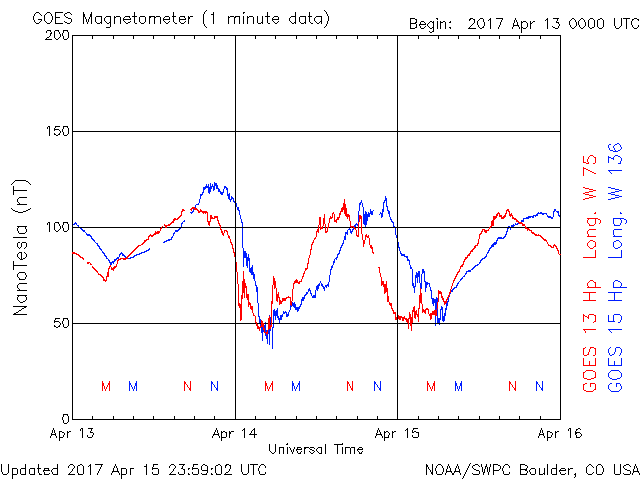 GOES Magnetometer (1 minute data)
Begin: 2017 Apr 13 0000 UTC
200
150
100
50
0
NanoTesla (nT)
M M N N M M N N M M N N
Apr 13 Apr 14 Apr 15 Apr 16
Universal Time
GOES 13 Hp Long. W 75
GOES 15 Hp Long. W 136
Updated 2017 Apr 15 23:59:02 UTC
NOAA/SWPC Boulder, CO USA